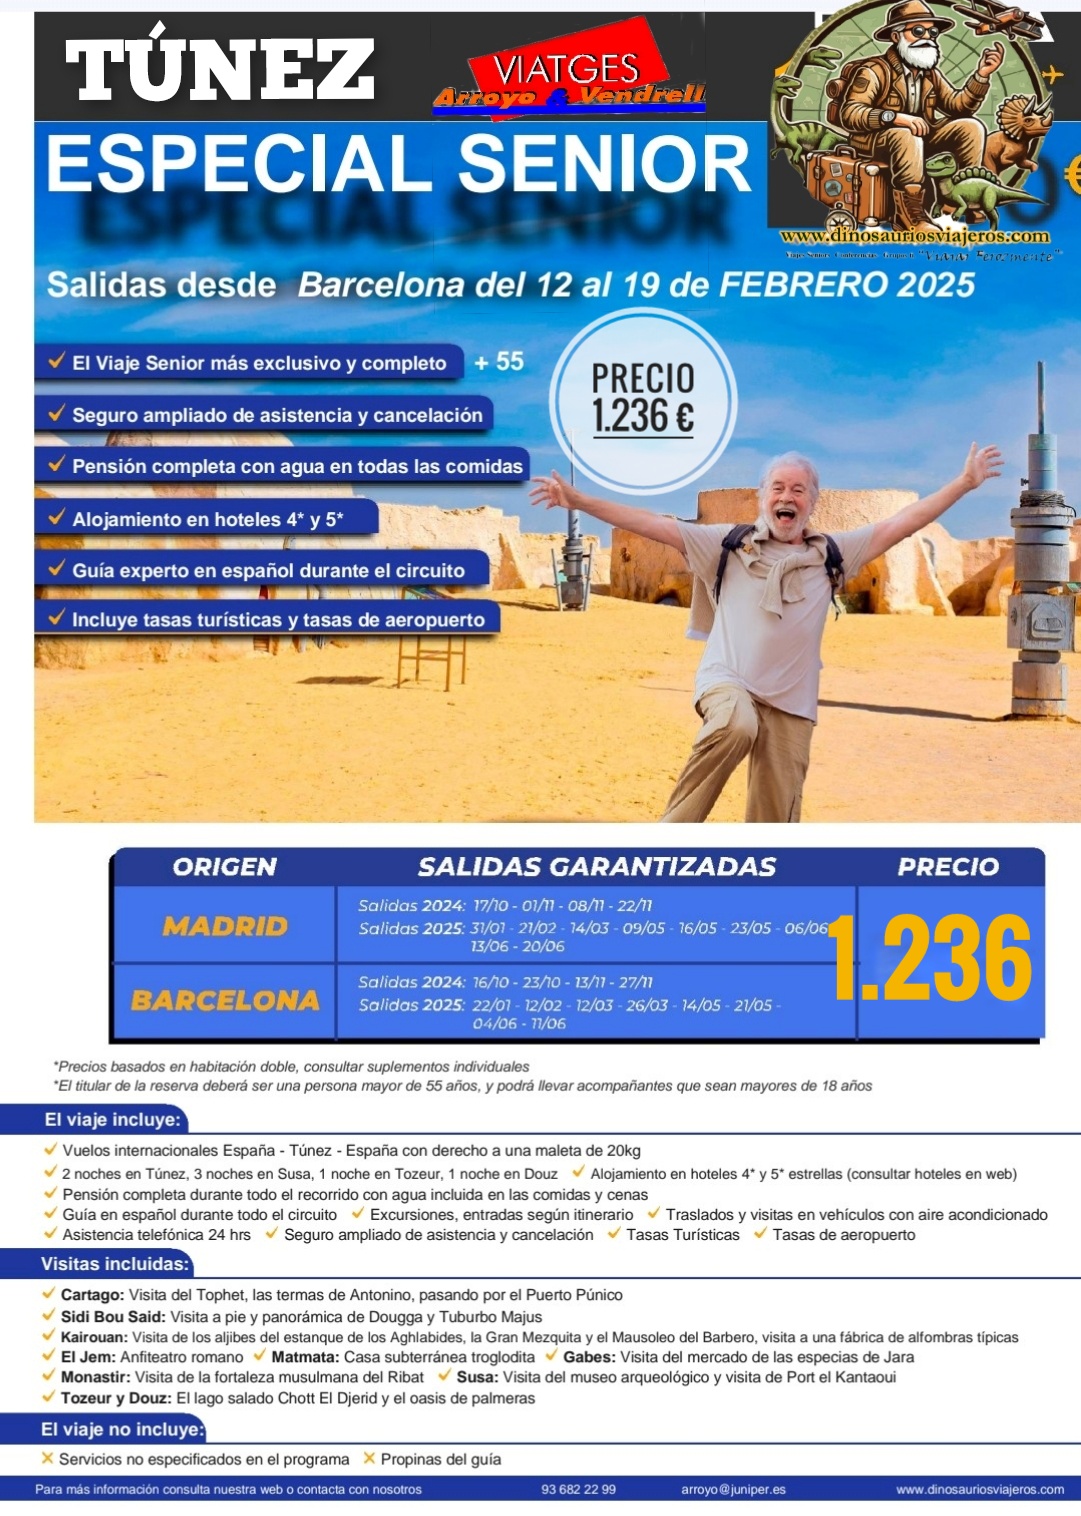 TÚNEZ
VIATGES
Arroyo & Vendrell
ESPECIAL SENIOR
€
www.dinosauriosviajeros.com
Salidas desde Barcelona del 12 al 19 de FEBRERO 2025
El Viaje Senior más exclusivo y completo + 55
PRECIO
1.236 €
Seguro ampliado de asistencia y cancelación
Pensión completa con agua en todas las comidas
Alojamiento en hoteles 4* y 5*
Guía experto en español durante el circuito
Incluye tasas turísticas y tasas de aeropuerto
ORIGEN SALIDAS GARANTIZADAS PRECIO
MADRID
Salidas 2024: 17/10 - 01/11 - 08/11 - 22/11
Salidas 2025: 31/01 - 21/02 - 14/03 - 09/05 - 16/05 - 23/05 - 06/06
13/06 - 20/06
1.236
BARCELONA
Salidas 2024: 16/10 - 23/10 - 13/11 - 27/11
Salidas 2025: 22/01 - 12/02 - 12/03 - 26/03 - 14/05 - 21/05 -
04/06 - 11/06
*Precios basados en habitación doble, consultar suplementos individuales
*El titular de la reserva deberá ser una persona mayor de 55 años, y podrá llevar acompañantes que sean mayores de 18 años
El viaje incluye:
Vuelos internacionales España - Túnez - España con derecho a una maleta de 20kg
2 noches en Túnez, 3 noches en Susa, 1 noche en Tozeur, 1 noche en Douz Alojamiento en hoteles 4* y 5* estrellas (consultar hoteles en web)
Pensión completa durante todo el recorrido con agua incluida en las comidas y cenas
Guía en español durante todo el circuito Excursiones, entradas según itinerario Traslados y visitas en vehículos con aire acondicionado
Asistencia telefónica 24 hrs Seguro ampliado de asistencia y cancelación Tasas Turísticas Tasas de aeropuerto
Visitas incluidas:
Cartago: Visita del Tophet, las termas de Antonino, pasando por el Puerto Púnico
Sidi Bou Said: Visita a pie y panorámica de Dougga y Tuburbo Majus
Kairouan: Visita de los aljibes del estanque de los Aghlabides, la Gran Mezquita y el Mausoleo del Barbero, visita a una fábrica de alfombras típicas
El Jem: Anfiteatro romano Matmata: Casa subterránea troglodita Gabes: Visita del mercado de las especias de Jara
Monastir: Visita de la fortaleza musulmana del Ribat Susa: Visita del museo arqueológico y visita de Port el Kantaoui
Tozeur y Douz: El lago salado Chott El Djerid y el oasis de palmeras
El viaje no incluye:
Servicios no especificados en el programa Propinas del guía
Para más información consulta nuestra web o contacta con nosotros 93 682 22 99 arroyo@juniper.es www.dinosauriosviajeros.com